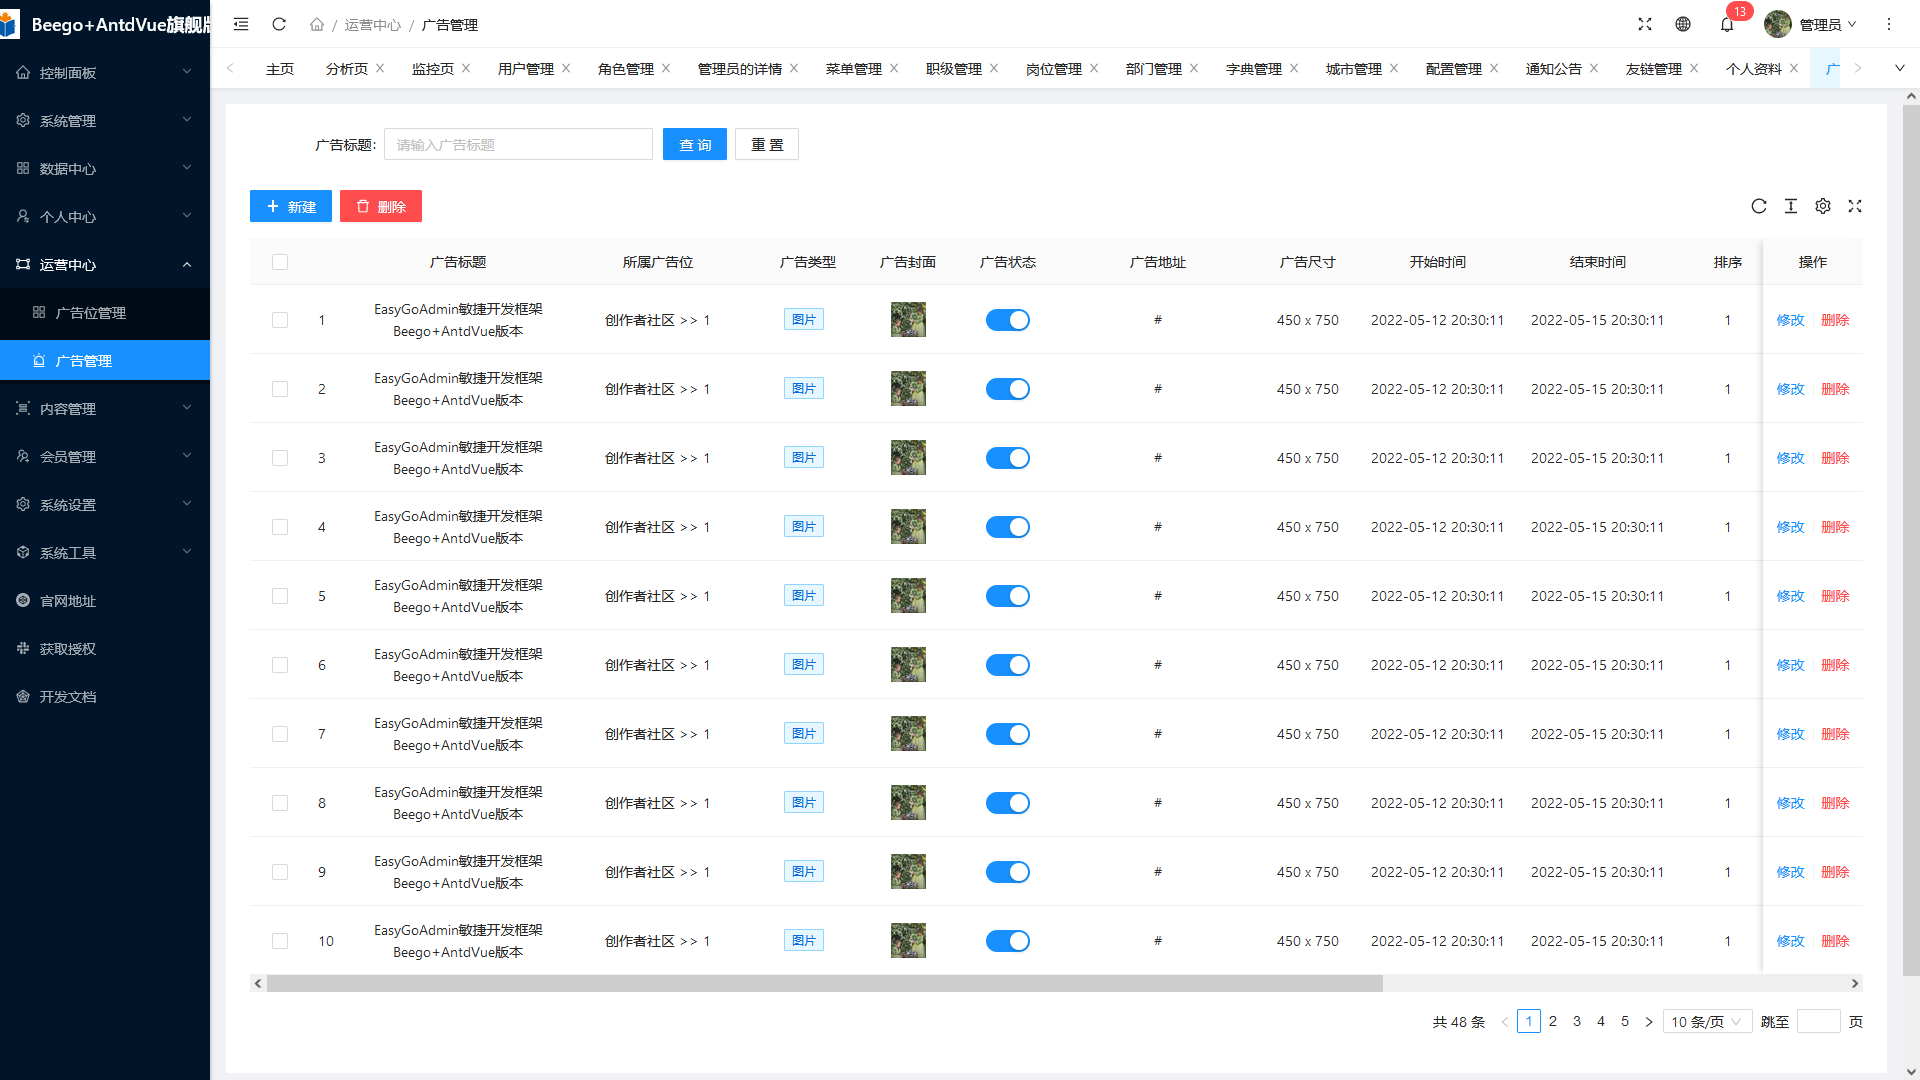 Beego+AntdVue旗舰版
控制面板
系统管理
数据中心
个人中心
运营中心
广告位管理
广告管理
内容管理
会员管理
系统设置
系统工具
官网地址
获取授权
开发文档
/ 运营中心 / 广告管理
13
管理员
主页 分析页 监控页 用户管理 角色管理 管理员的详情 菜单管理 职级管理 岗位管理 部门管理 字典管理 城市管理 配置管理 通知公告 友链管理 个人资料 广
广告标题: 请输入广告标题 查 询 重 置
+ 新建 删除
广告标题 所属广告位 广告类型 广告封面 广告状态 广告地址 广告尺寸 开始时间 结束时间 排序 操作
1 EasyGoAdmin敏捷开发框架 创作者社区 >> 1 图片 # 450 x 750 2022-05-12 20:30:11 2022-05-15 20:30:11 1 修改 删除
Beego+AntdVue版本
2 EasyGoAdmin敏捷开发框架 创作者社区 >> 1 图片 # 450 x 750 2022-05-12 20:30:11 2022-05-15 20:30:11 1 修改 删除
Beego+AntdVue版本
3 EasyGoAdmin敏捷开发框架 创作者社区 >> 1 图片 # 450 x 750 2022-05-12 20:30:11 2022-05-15 20:30:11 1 修改 删除
Beego+AntdVue版本
4 EasyGoAdmin敏捷开发框架 创作者社区 >> 1 图片 # 450 x 750 2022-05-12 20:30:11 2022-05-15 20:30:11 1 修改 删除
Beego+AntdVue版本
5 EasyGoAdmin敏捷开发框架 创作者社区 >> 1 图片 # 450 x 750 2022-05-12 20:30:11 2022-05-15 20:30:11 1 修改 删除
Beego+AntdVue版本
6 EasyGoAdmin敏捷开发框架 创作者社区 >> 1 图片 # 450 x 750 2022-05-12 20:30:11 2022-05-15 20:30:11 1 修改 删除
Beego+AntdVue版本
7 EasyGoAdmin敏捷开发框架 创作者社区 >> 1 图片 # 450 x 750 2022-05-12 20:30:11 2022-05-15 20:30:11 1 修改 删除
Beego+AntdVue版本
8 EasyGoAdmin敏捷开发框架 创作者社区 >> 1 图片 # 450 x 750 2022-05-12 20:30:11 2022-05-15 20:30:11 1 修改 删除
Beego+AntdVue版本
9 EasyGoAdmin敏捷开发框架 创作者社区 >> 1 图片 # 450 x 750 2022-05-12 20:30:11 2022-05-15 20:30:11 1 修改 删除
Beego+AntdVue版本
10 EasyGoAdmin敏捷开发框架 创作者社区 >> 1 图片 # 450 x 750 2022-05-12 20:30:11 2022-05-15 20:30:11 1 修改 删除
Beego+AntdVue版本
共 48 条 1 2 3 4 5 10 条/页 跳至 页